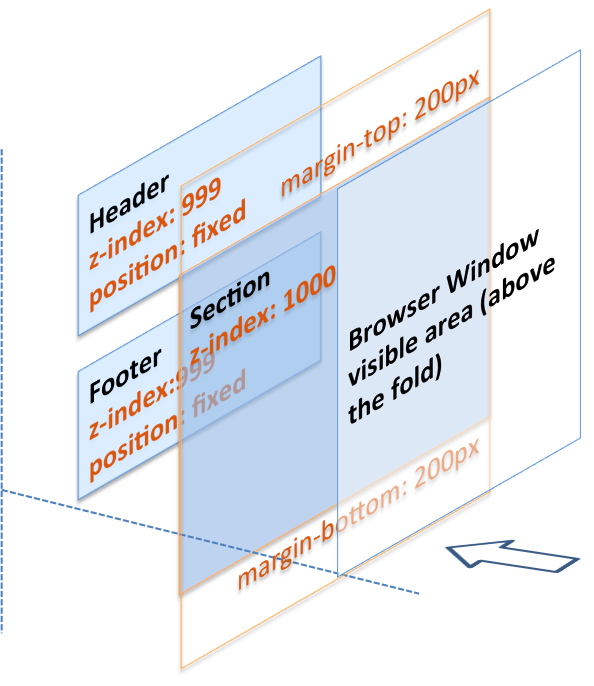 margin-top: 200px
Header
z-index: 999
position: fixed
Section
z-index: 1000
Browser Window
visible area (above
the fold)
Footer
z-index:999
position: fixed
margin-bottom: 200px